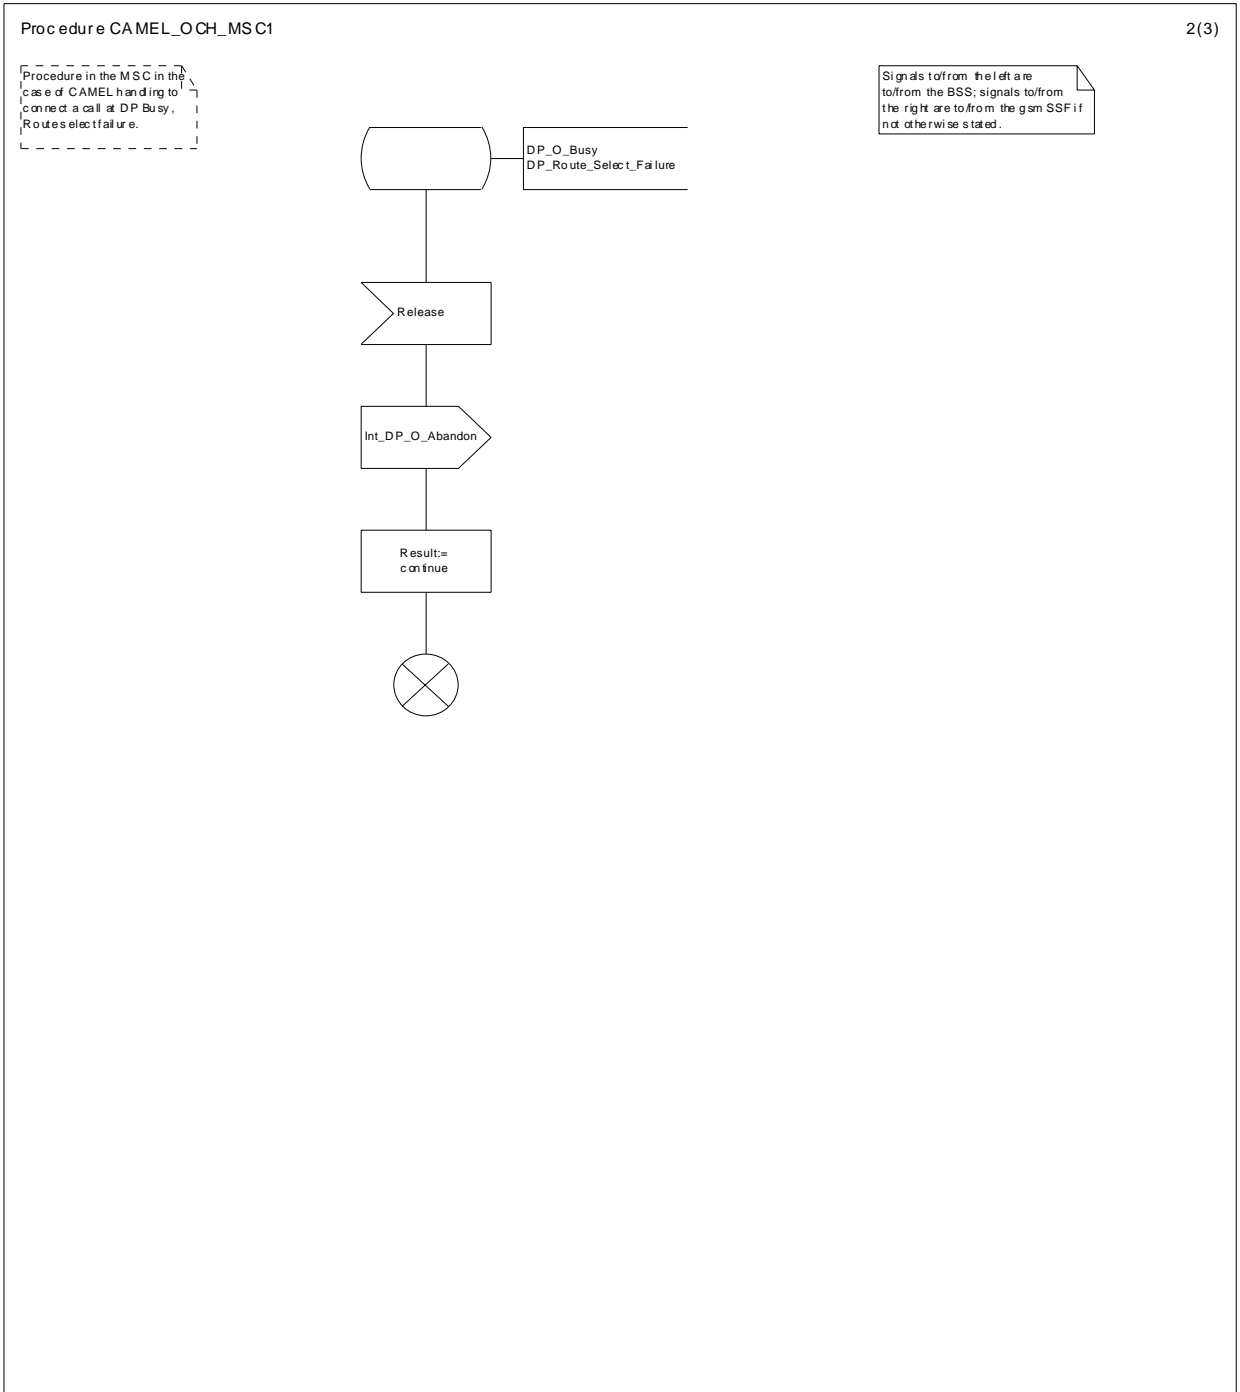 Procedure CAMEL_OCH_MSC1
2(3)
Procedure in the MSC in the
case of CAMEL handling to
connect a call at DP Busy,
Route select failure.
Signals to/from the left are
to/from the BSS; signals to/from
the right are to/from the gsmSSF if
not otherwise stated.
DP_O_Busy
DP_Route_Select_Failure
Release
Int_DP_O_Abandon
Result:=
continue